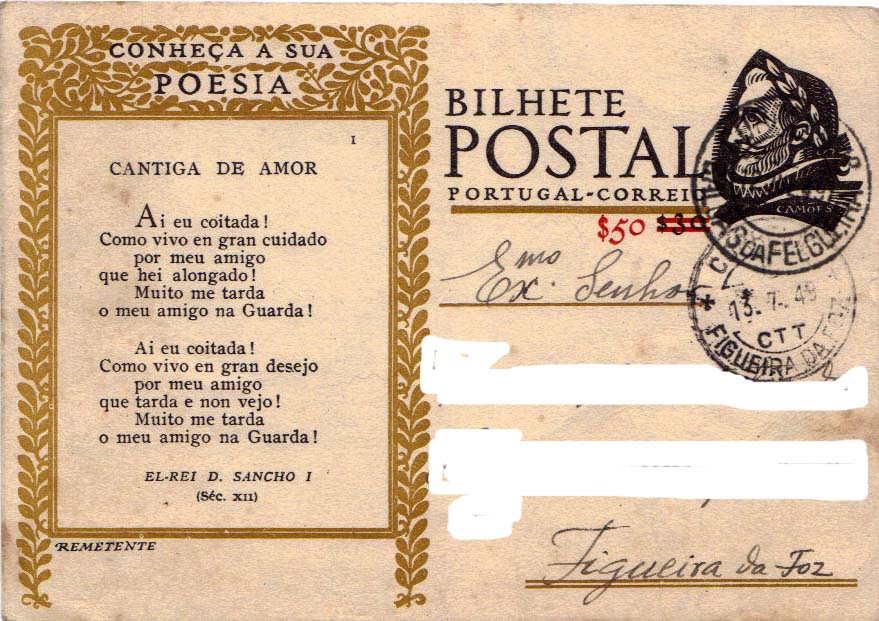 CONHEÇA A SUA
POESIA
I
CANTIGA DE AMOR
Ai eu coitada!
Como vivo en gran cuidado
por meu amigo
que hei alongado!
Muito me tarda
o meu amigo na Guarda!
Ai eu coitada!
Como vivo en gran desejo
por meu amigo
que tarda e non vejo!
Muito me tarda
o meu amigo na Guarda!
EL-REI D. SANCHO I
(Séc. XII)
REMETENTE
BILHETE
POSTAL
PORTUGAL-CORREIO
CAMÕES
$50 $30
DA FELGUEIRA
13.7.49
CTT
FIGUEIRA DA FOZ
Exmo. Senhor
Figueira da Foz